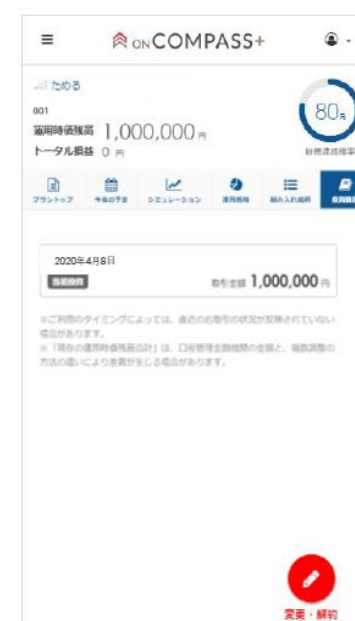 ONCOMPASS+
ためる
001
運用時価残高 1,000,000 円
トータル損益 0 円
80%
目標達成確率
プラントップ
今後の予定
シミュレーション
運用戦略
組み入れ銘柄
2020年4月8日
当初投資
取引金額 1,000,000 円
※ご利用のタイミングによっては、直近のお取引の状況が反映されていない
場合があります。
※「現在の運用時価残高合計」は、口座管理金融機関の金額と、端数調整の
方法の違いにより差異が生じる場合があります。
変更・解約